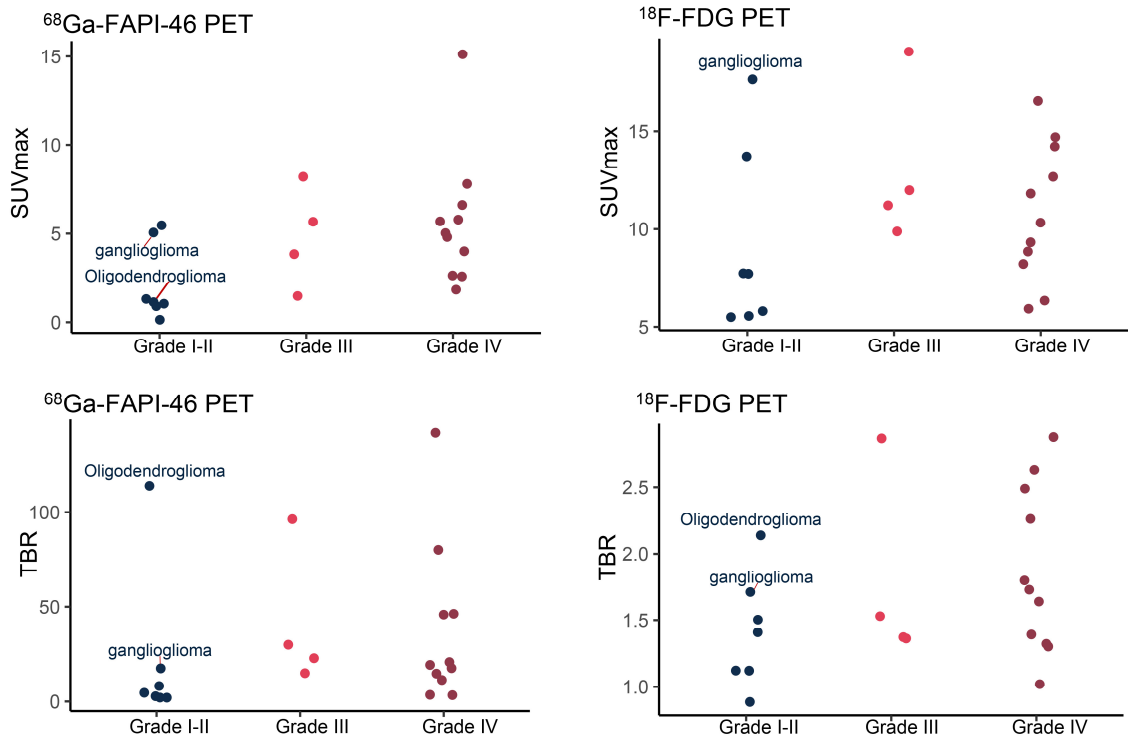 ⁶⁸Ga-FAPI-46 PET
SUVmax
15
10
5
0
ganglioglioma
Oligodendroglioma
Grade I-II
Grade III
Grade IV
¹⁸F-FDG PET
SUVmax
15
10
5
ganglioglioma
Grade I-II
Grade III
Grade IV
⁶⁸Ga-FAPI-46 PET
TBR
100
50
0
Oligodendroglioma
ganglioglioma
Grade I-II
Grade III
Grade IV
¹⁸F-FDG PET
TBR
2.5
2.0
1.5
1.0
Oligodendroglioma
ganglioglioma
Grade I-II
Grade III
Grade IV